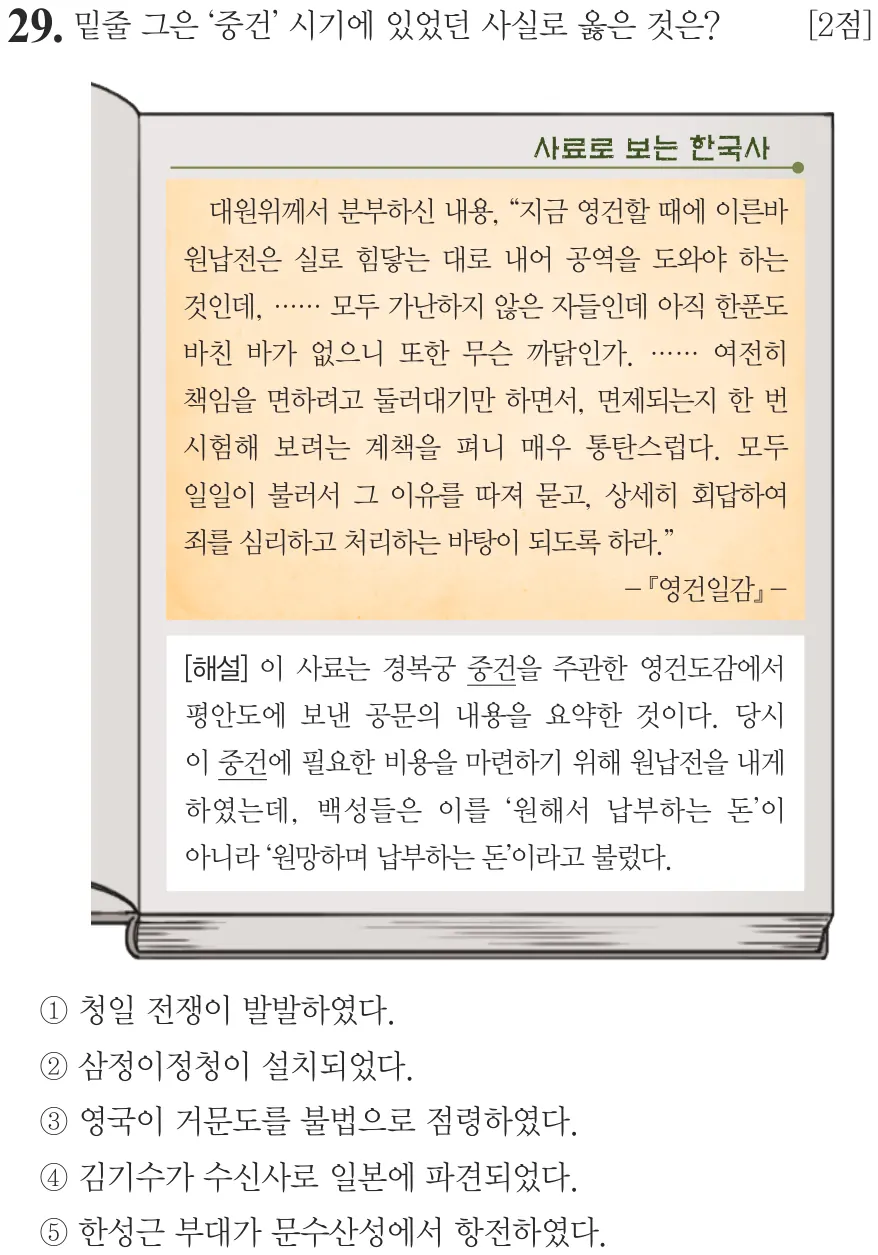 29. 밑줄 그은 ‘중건’ 시기에 있었던 사실로 옳은 것은? [2점]
사료로 보는 한국사
대원위께서 분부하신 내용, “지금 영건할 때에 이른바
원납전은 실로 힘닿는 대로 내어 공역을 도와야 하는
것인데, …… 모두 가난하지 않은 자들인데 아직 한푼도
바친 바가 없으니 또한 무슨 까닭인가. …… 여전히
책임을 면하려고 둘러대기만 하면서, 면제되는지 한 번
시험해 보려는 계책을 펴니 매우 통탄스럽다. 모두
일일이 불러서 그 이유를 따져 묻고, 상세히 회답하여
죄를 심리하고 처리하는 바탕이 되도록 하라.”
－『영건일감』－
[해설] 이 사료는 경복궁 중건을 주관한 영건도감에서
평안도에 보낸 공문의 내용을 요약한 것이다. 당시
이 중건에 필요한 비용을 마련하기 위해 원납전을 내게
하였는데, 백성들은 이를 ‘원해서 납부하는 돈’이
아니라 ‘원망하며 납부하는 돈’이라고 불렀다.
① 청일 전쟁이 발발하였다.
② 삼정이정청이 설치되었다.
③ 영국이 거문도를 불법으로 점령하였다.
④ 김기수가 수신사로 일본에 파견되었다.
⑤ 한성근 부대가 문수산성에서 항전하였다.